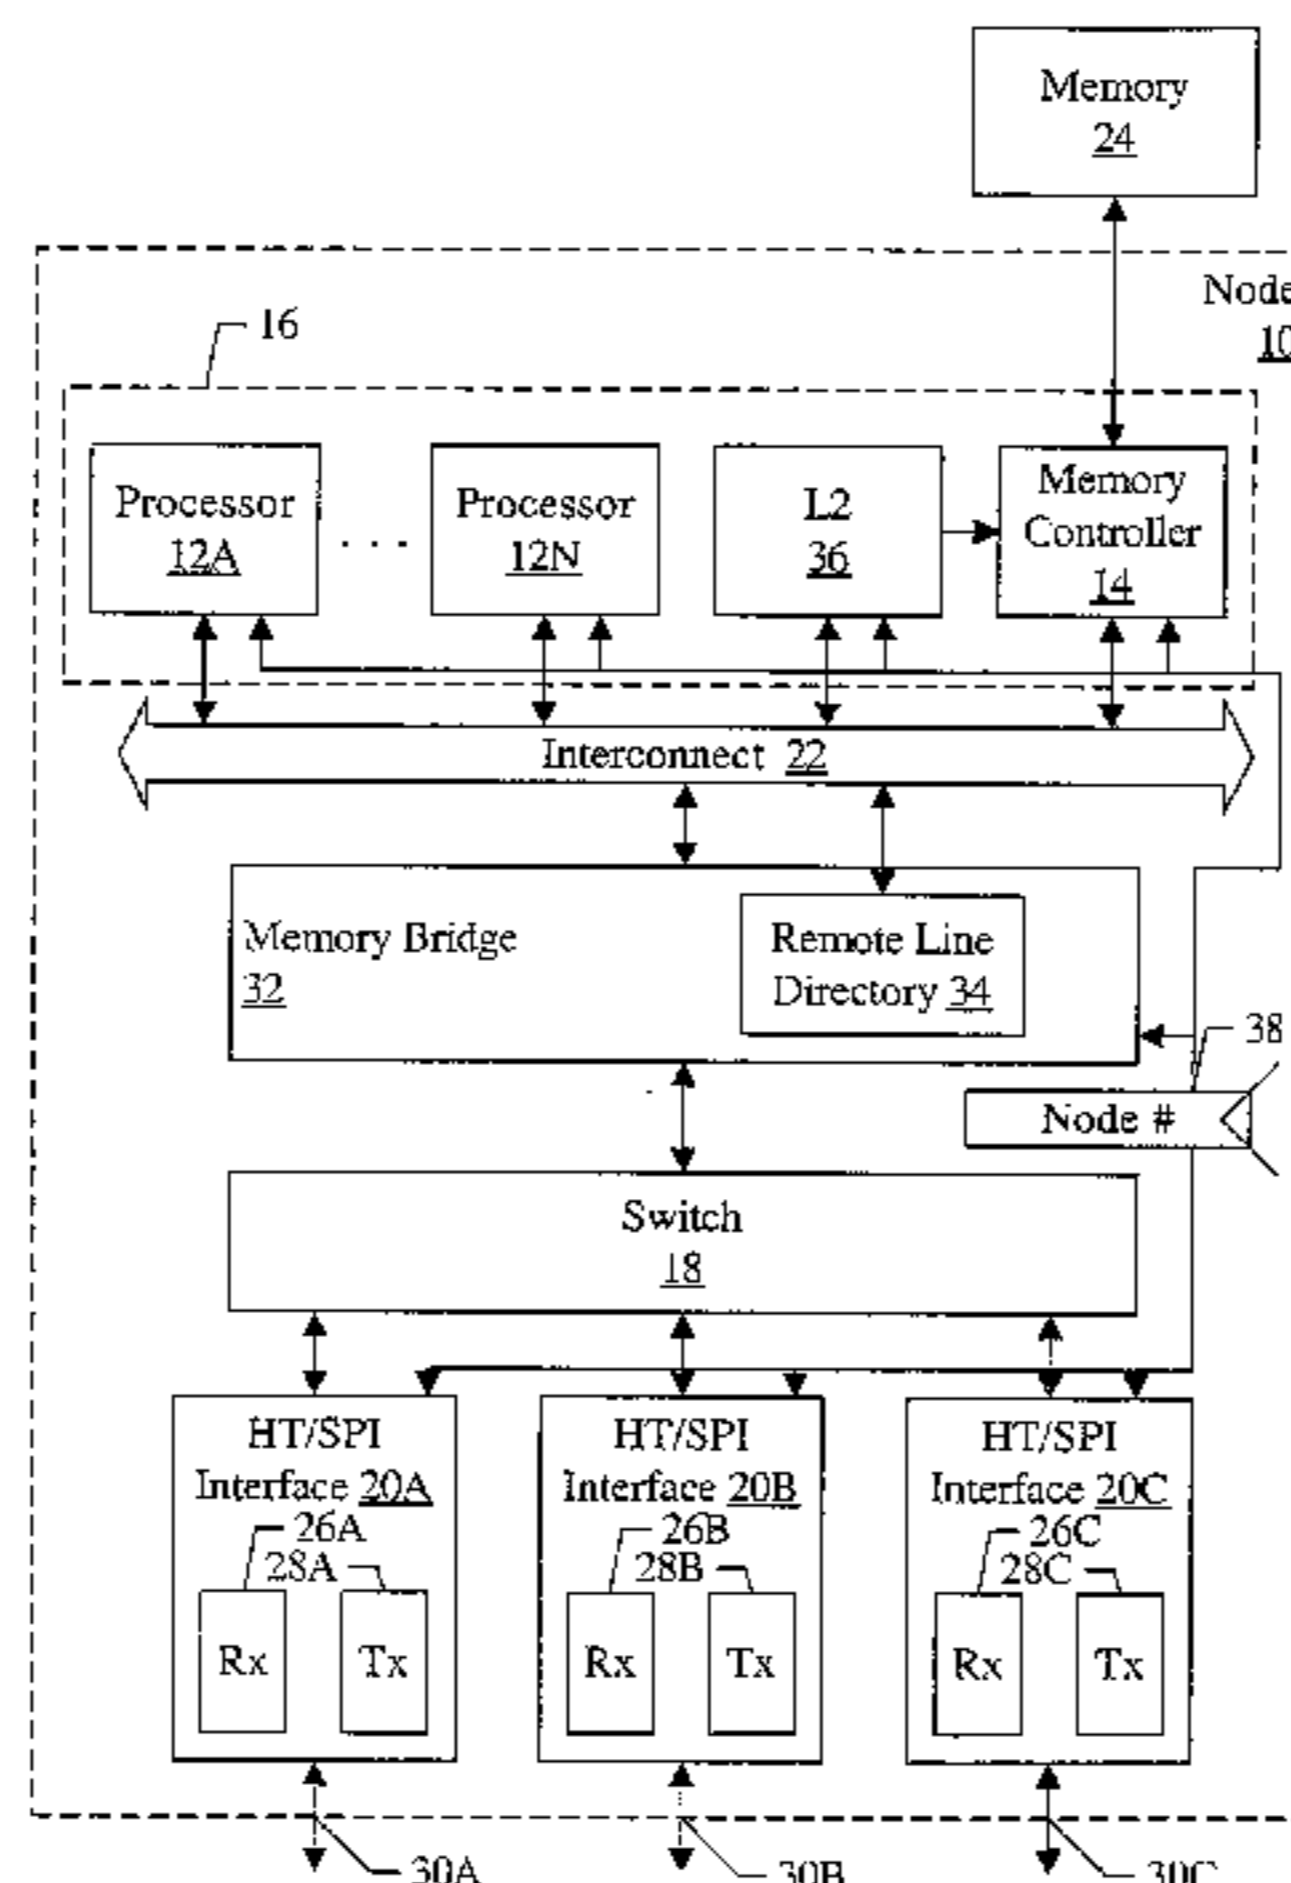 Memory
24
Node
10
16
Processor
12A
. . .
Processor
12N
L2
36
Memory
Controller
14
Interconnect 22
Memory Bridge
32
Remote Line
Directory 34
38
Node #
Switch
18
HT/SPI
Interface 20A
26A
28A
Rx
Tx
HT/SPI
Interface 20B
26B
28B
Rx
Tx
HT/SPI
Interface 20C
26C
28C
Rx
Tx
30A
30B
30C